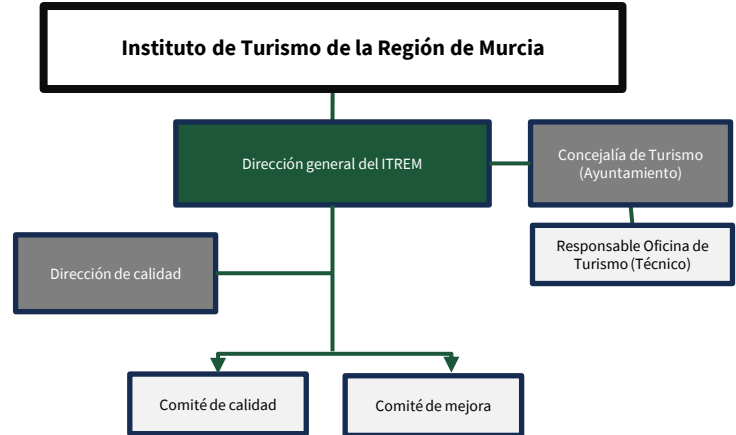 Instituto de Turismo de la Región de Murcia
Dirección general del ITREM
Concejalía de Turismo
(Ayuntamiento)
Responsable Oficina de
Turismo (Técnico)
Dirección de calidad
Comité de calidad
Comité de mejora